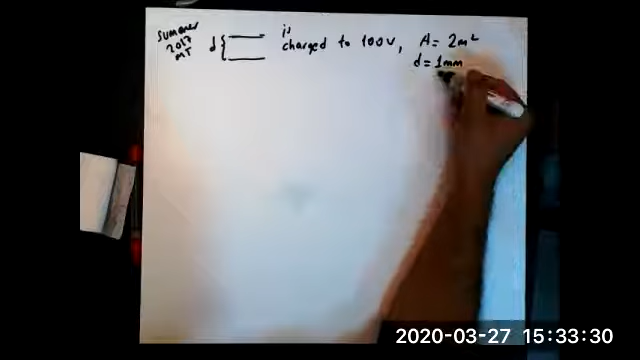 summer
2017
MT
d {
is
charged to 100V, A = 2m²
d = 1mm
2020-03-27 15:33:30